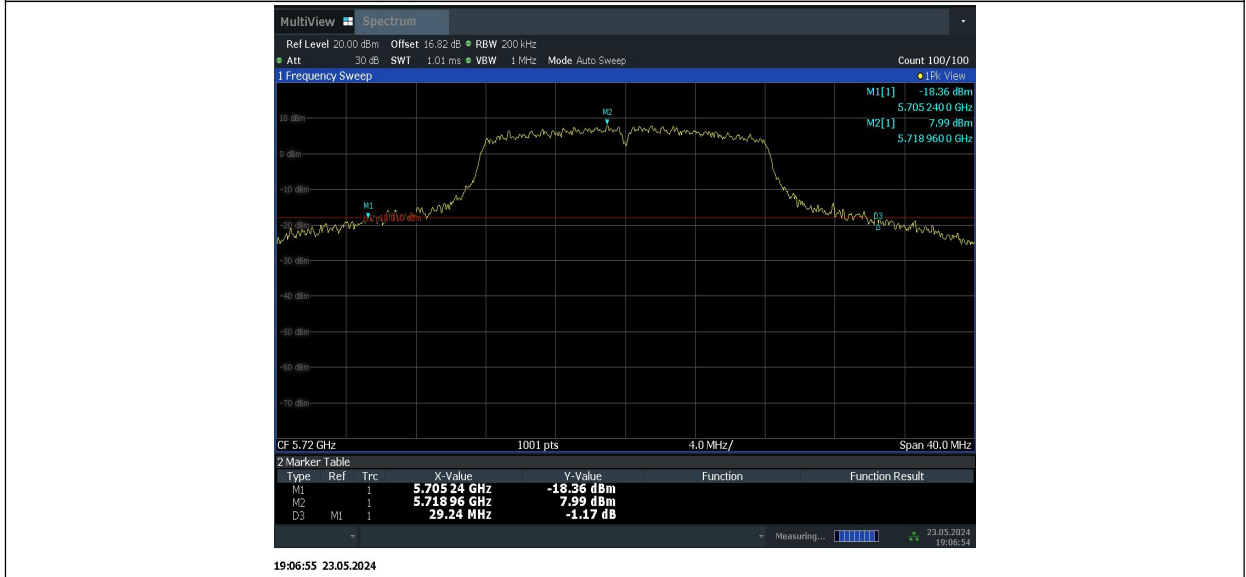 MultiView Spectrum
Ref Level 20.00 dBm Offset 16.82 dB RBW 200 kHz
Att 30 dB SWT 1.01 ms VBW 1 MHz Mode Auto Sweep Count 100/100
1 Frequency Sweep 1Pk View
M1[1] -18.36 dBm
5.705 240 0 GHz
M2[1] 7.99 dBm
5.718 960 0 GHz
M2
10 dBm
0 dBm
-10 dBm
M1
D3
-20 dBm
-30 dBm
-40 dBm
-50 dBm
-60 dBm
-70 dBm
CF 5.72 GHz 1001 pts 4.0 MHz/ Span 40.0 MHz
2 Marker Table
Type Ref Trc X-Value Y-Value Function Function Result
M1 1 5.705 24 GHz -18.36 dBm
M2 1 5.718 96 GHz 7.99 dBm
D3 M1 1 29.24 MHz -1.17 dB
Measuring... 23.05.2024
19:06:54
19:06:55 23.05.2024